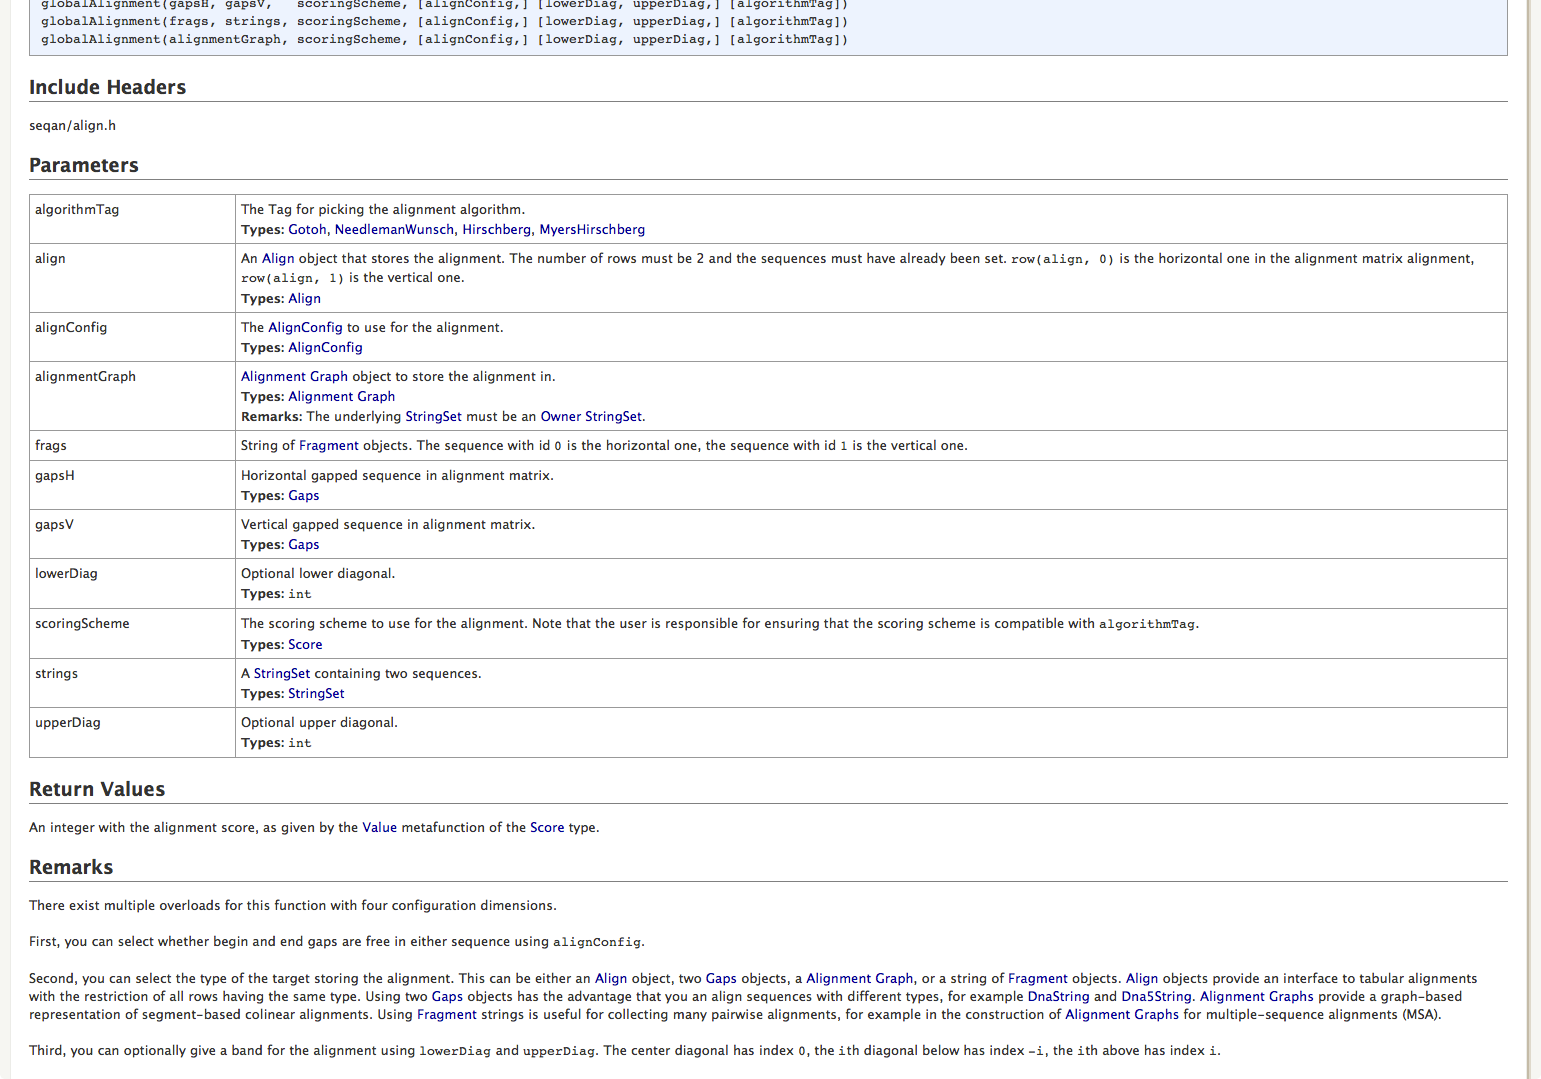 globalAlignment(gapsH, gapsV,   scoringScheme, [alignConfig,] [lowerDiag, upperDiag,] [algorithmTag])
globalAlignment(frags, strings, scoringScheme, [alignConfig,] [lowerDiag, upperDiag,] [algorithmTag])
globalAlignment(alignmentGraph, scoringScheme, [alignConfig,] [lowerDiag, upperDiag,] [algorithmTag])
Include Headers
seqan/align.h
Parameters
algorithmTag
The Tag for picking the alignment algorithm.
Types: Gotoh, NeedlemanWunsch, Hirschberg, MyersHirschberg
align
An Align object that stores the alignment. The number of rows must be 2 and the sequences must have already been set. row(align, 0) is the horizontal one in the alignment matrix alignment,
row(align, 1) is the vertical one.
Types: Align
alignConfig
The AlignConfig to use for the alignment.
Types: AlignConfig
alignmentGraph
Alignment Graph object to store the alignment in.
Types: Alignment Graph
Remarks: The underlying StringSet must be an Owner StringSet.
frags
String of Fragment objects. The sequence with id 0 is the horizontal one, the sequence with id 1 is the vertical one.
gapsH
Horizontal gapped sequence in alignment matrix.
Types: Gaps
gapsV
Vertical gapped sequence in alignment matrix.
Types: Gaps
lowerDiag
Optional lower diagonal.
Types: int
scoringScheme
The scoring scheme to use for the alignment. Note that the user is responsible for ensuring that the scoring scheme is compatible with algorithmTag.
Types: Score
strings
A StringSet containing two sequences.
Types: StringSet
upperDiag
Optional upper diagonal.
Types: int
Return Values
An integer with the alignment score, as given by the Value metafunction of the Score type.
Remarks
There exist multiple overloads for this function with four configuration dimensions.
First, you can select whether begin and end gaps are free in either sequence using alignConfig.
Second, you can select the type of the target storing the alignment. This can be either an Align object, two Gaps objects, a Alignment Graph, or a string of Fragment objects. Align objects provide an interface to tabular alignments
with the restriction of all rows having the same type. Using two Gaps objects has the advantage that you an align sequences with different types, for example DnaString and Dna5String. Alignment Graphs provide a graph-based
representation of segment-based colinear alignments. Using Fragment strings is useful for collecting many pairwise alignments, for example in the construction of Alignment Graphs for multiple-sequence alignments (MSA).
Third, you can optionally give a band for the alignment using lowerDiag and upperDiag. The center diagonal has index 0, the ith diagonal below has index -i, the ith above has index i.